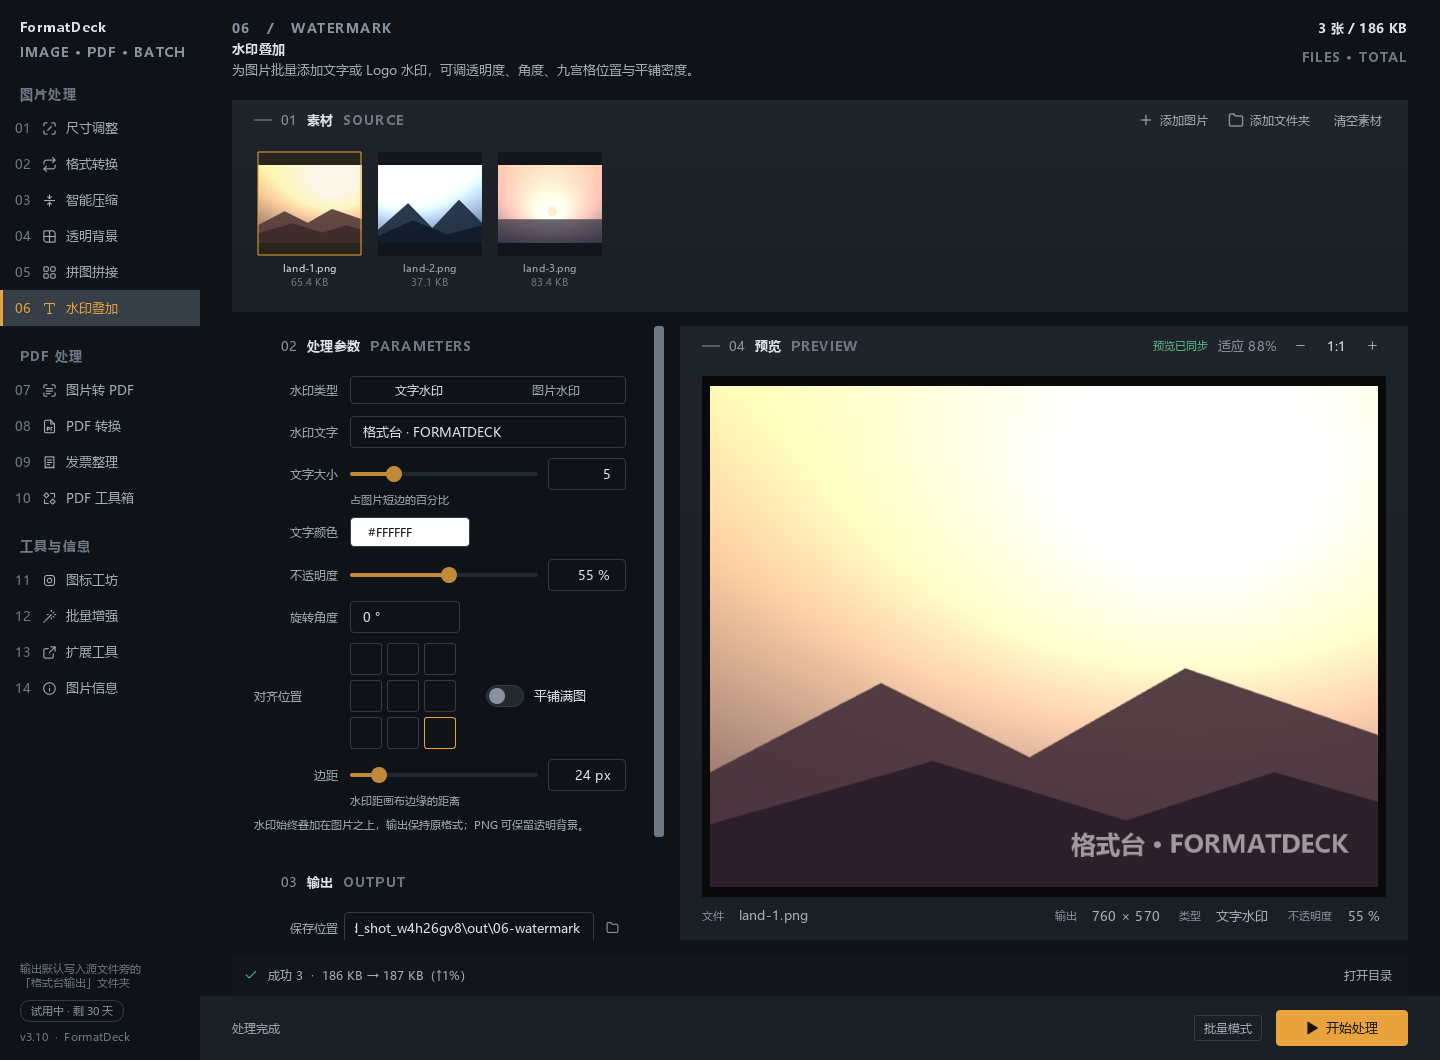 FormatDeck
IMAGE • PDF • BATCH
图片处理
01 尺寸调整
02 格式转换
03 智能压缩
04 透明背景
05 拼图拼接
06 水印叠加
PDF 处理
07 图片转 PDF
08 PDF 转换
09 发票整理
10 PDF 工具箱
工具与信息
11 图标工坊
12 批量增强
13 扩展工具
14 图片信息
输出默认写入源文件旁的
「格式台输出」文件夹
试用中 · 剩 30 天
v3.10 · FormatDeck
06 / WATERMARK
水印叠加
为图片批量添加文字或 Logo 水印，可调透明度、角度、九宫格位置与平铺密度。
3 张 / 186 KB
FILES • TOTAL
01 素材 SOURCE
添加图片 添加文件夹 清空素材
land-1.png
65.4 KB
land-2.png
37.1 KB
land-3.png
83.4 KB
02 处理参数 PARAMETERS
水印类型 文字水印 图片水印
水印文字 格式台 · FORMATDECK
文字大小 5
占图片短边的百分比
文字颜色 #FFFFFF
不透明度 55 %
旋转角度 0 °
对齐位置 平铺满图
边距 24 px
水印距画布边缘的距离
水印始终叠加在图片之上，输出保持原格式；PNG 可保留透明背景。
03 输出 OUTPUT
保存位置 _shot_w4h26gv8\out\06-watermark
04 预览 PREVIEW
预览已同步 适应 88% − 1:1 +
格式台 • FORMATDECK
文件 land-1.png 输出 760 × 570 类型 文字水印 不透明度 55 %
成功 3 · 186 KB → 187 KB (↑1%)
打开目录
处理完成
批量模式
开始处理